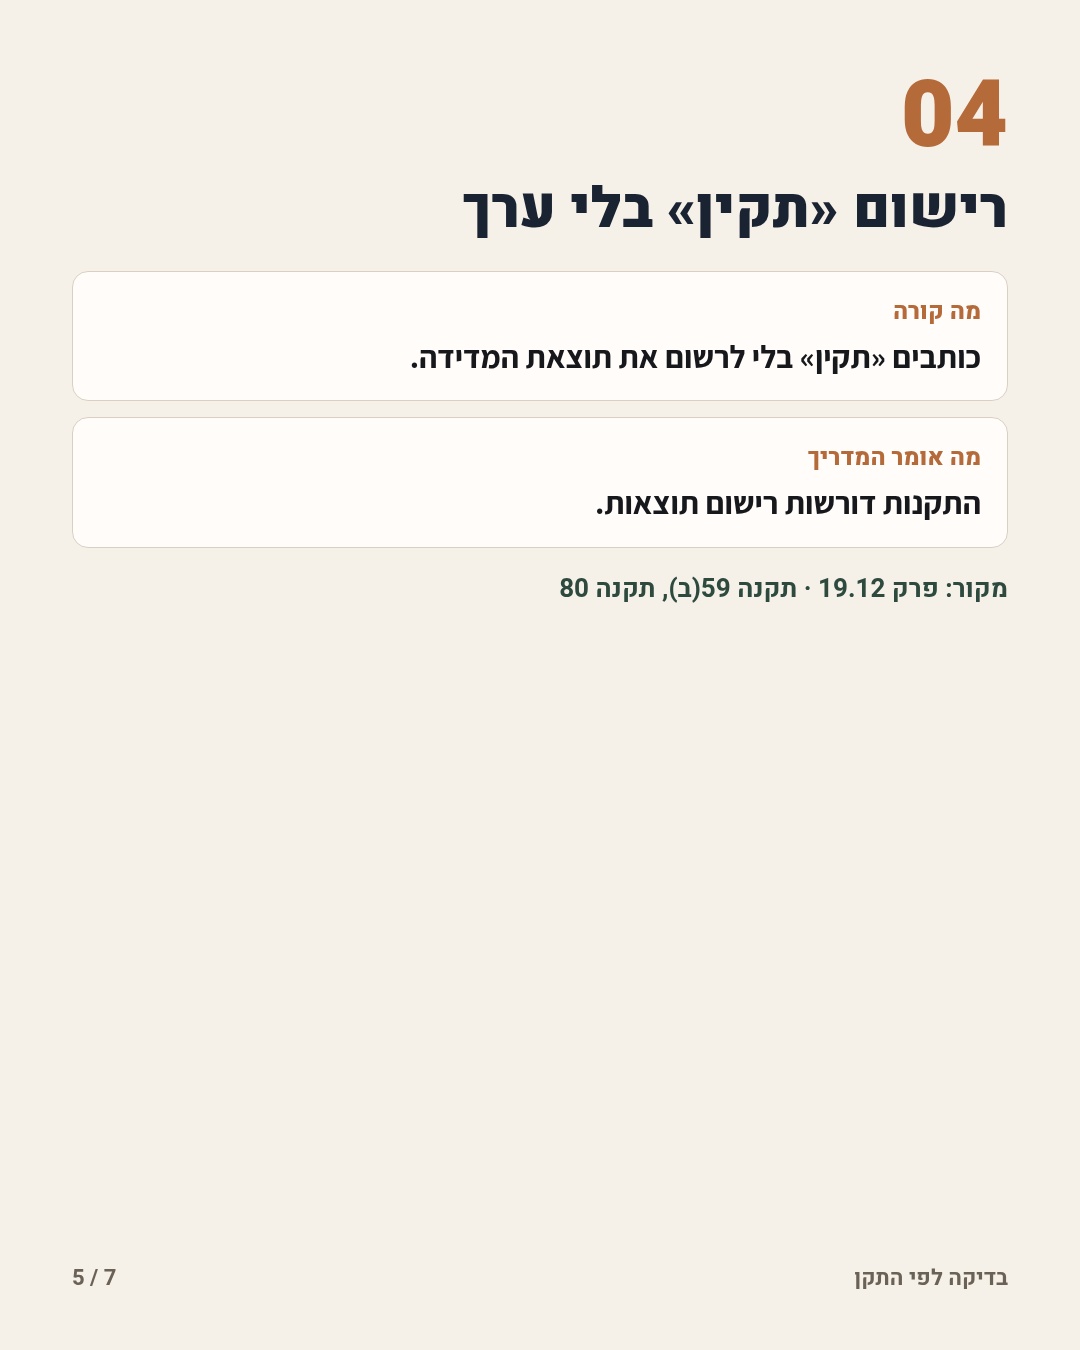 04
רישום «תקין» בלי ערך
מה קורה
כותבים «תקין» בלי לרשום את תוצאת המדידה.
מה אומר המדריך
התקנות דורשות רישום תוצאות.
מקור: פרק 19.12 · תקנה 59(ב), תקנה 80
בדיקה לפי התקן
5 / 7